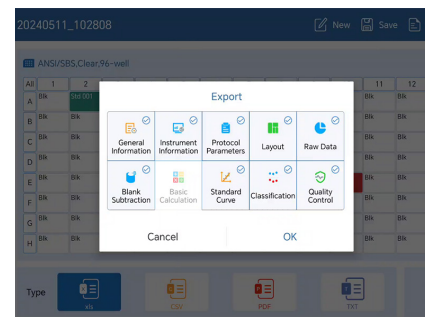 20240511_102808
New
Save
ANSI/SBS,Clear,96-well
All 1 2 11 12
A Blk Std 001 Blk Blk
Export
B Blk Blk Blk Blk
C Blk Blk Blk Blk
General Information
Instrument Information
Protocol Parameters
Layout
Raw Data
D Blk Blk Blk Blk
E Blk Blk Blk
Blank Subtraction
Basic Calculation
Standard Curve
Classification
Quality Control
F Blk Blk Blk Blk
G Blk Blk Blk Blk
H Blk Blk Blk Blk
Cancel
OK
Type
xls
CSV
PDF
TXT